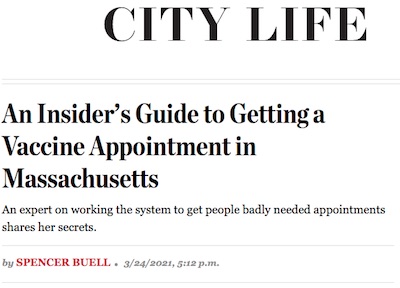 CITY LIFE
An Insider’s Guide to Getting a
Vaccine Appointment in
Massachusetts
An expert on working the system to get people badly needed appointments
shares her secrets.
by SPENCER BUELL • 3/24/2021, 5:12 p.m.